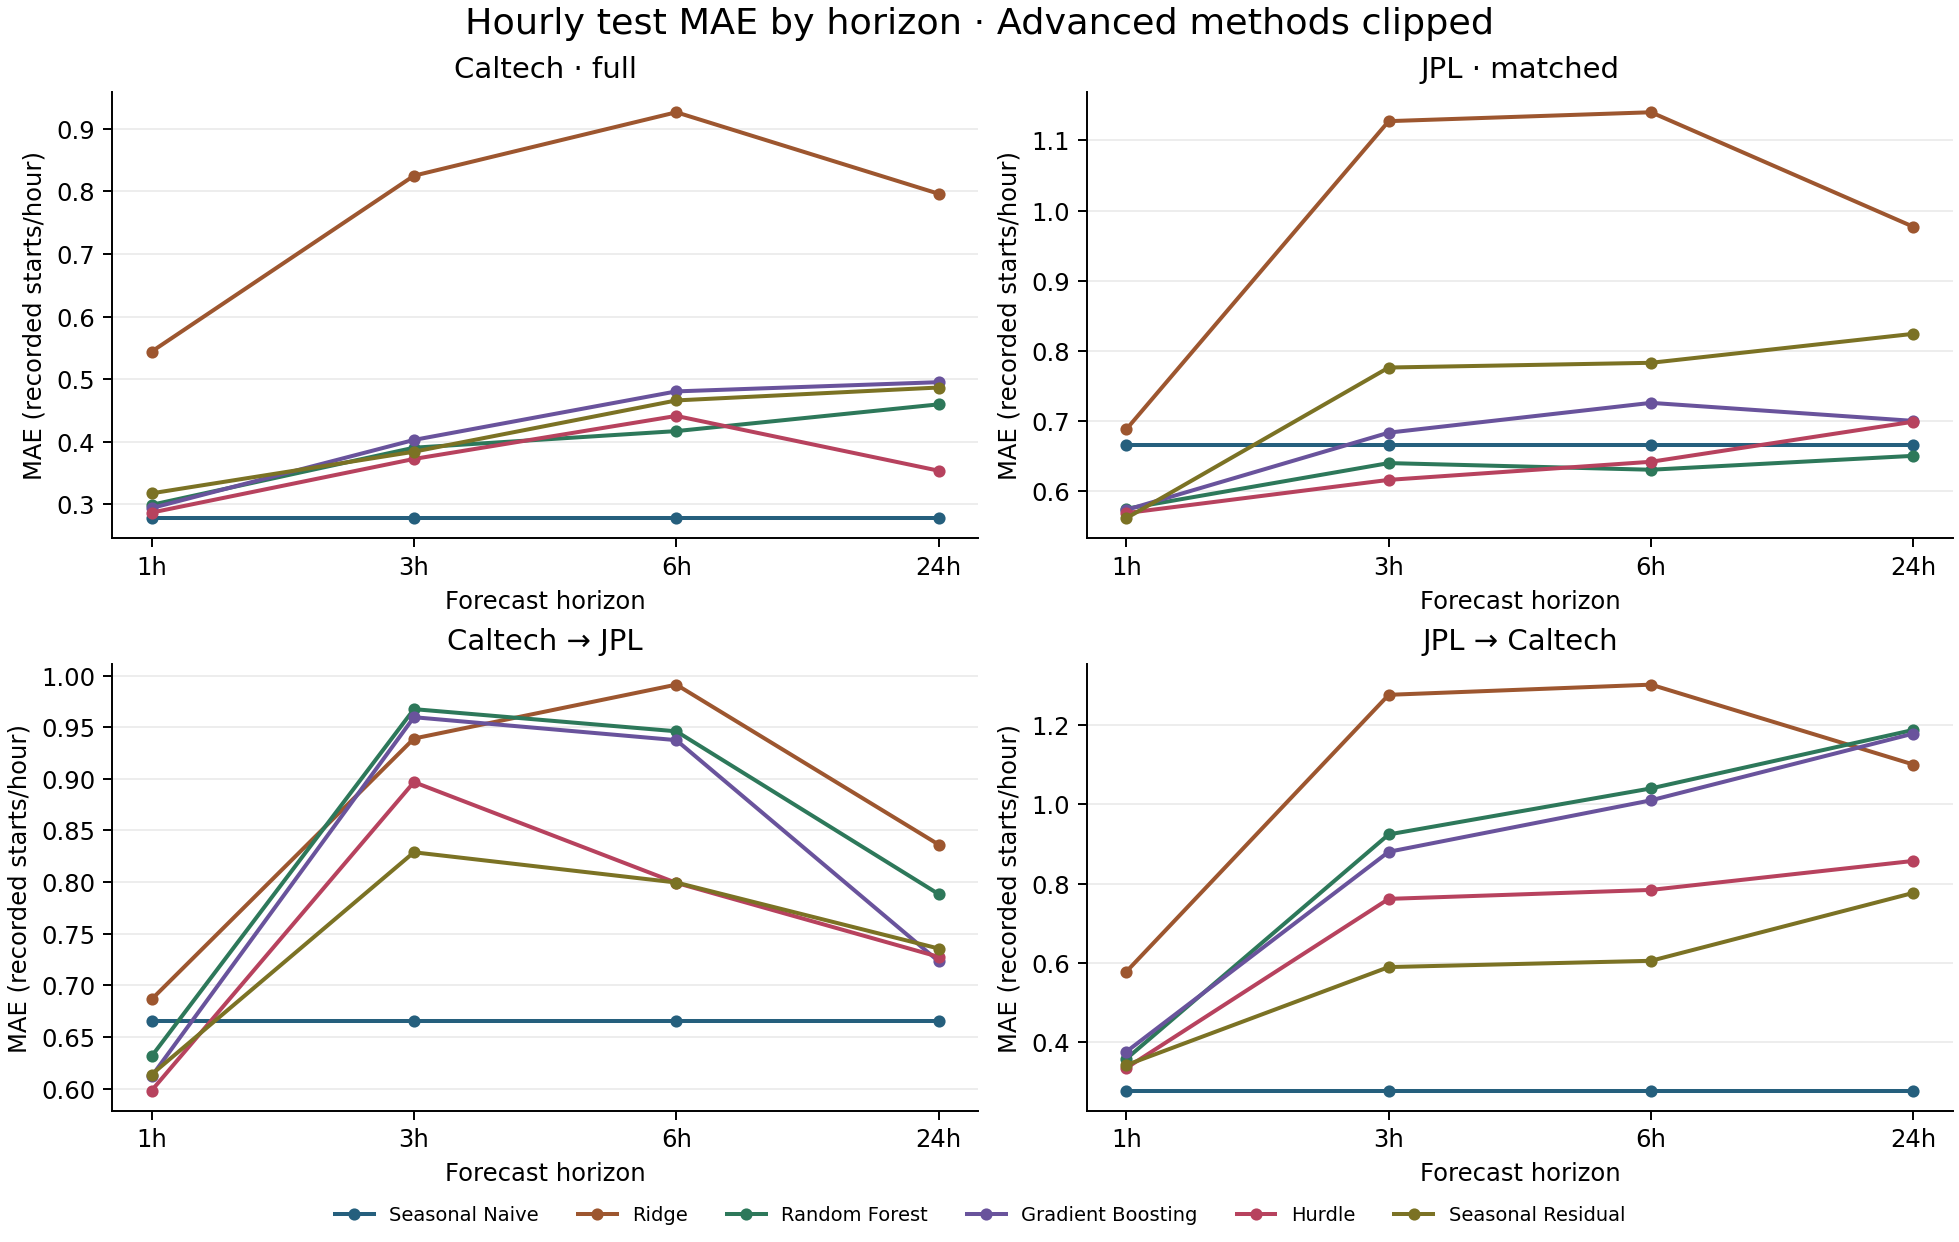 Hourly test MAE by horizon · Advanced methods clipped
Caltech · full
MAE (recorded starts/hour)
0.9
0.8
0.7
0.6
0.5
0.4
0.3
1h 3h 6h 24h
Forecast horizon
JPL · matched
MAE (recorded starts/hour)
1.1
1.0
0.9
0.8
0.7
0.6
1h 3h 6h 24h
Forecast horizon
Caltech → JPL
MAE (recorded starts/hour)
1.00
0.95
0.90
0.85
0.80
0.75
0.70
0.65
0.60
1h 3h 6h 24h
Forecast horizon
JPL → Caltech
MAE (recorded starts/hour)
1.2
1.0
0.8
0.6
0.4
1h 3h 6h 24h
Forecast horizon
Seasonal Naive Ridge Random Forest Gradient Boosting Hurdle Seasonal Residual